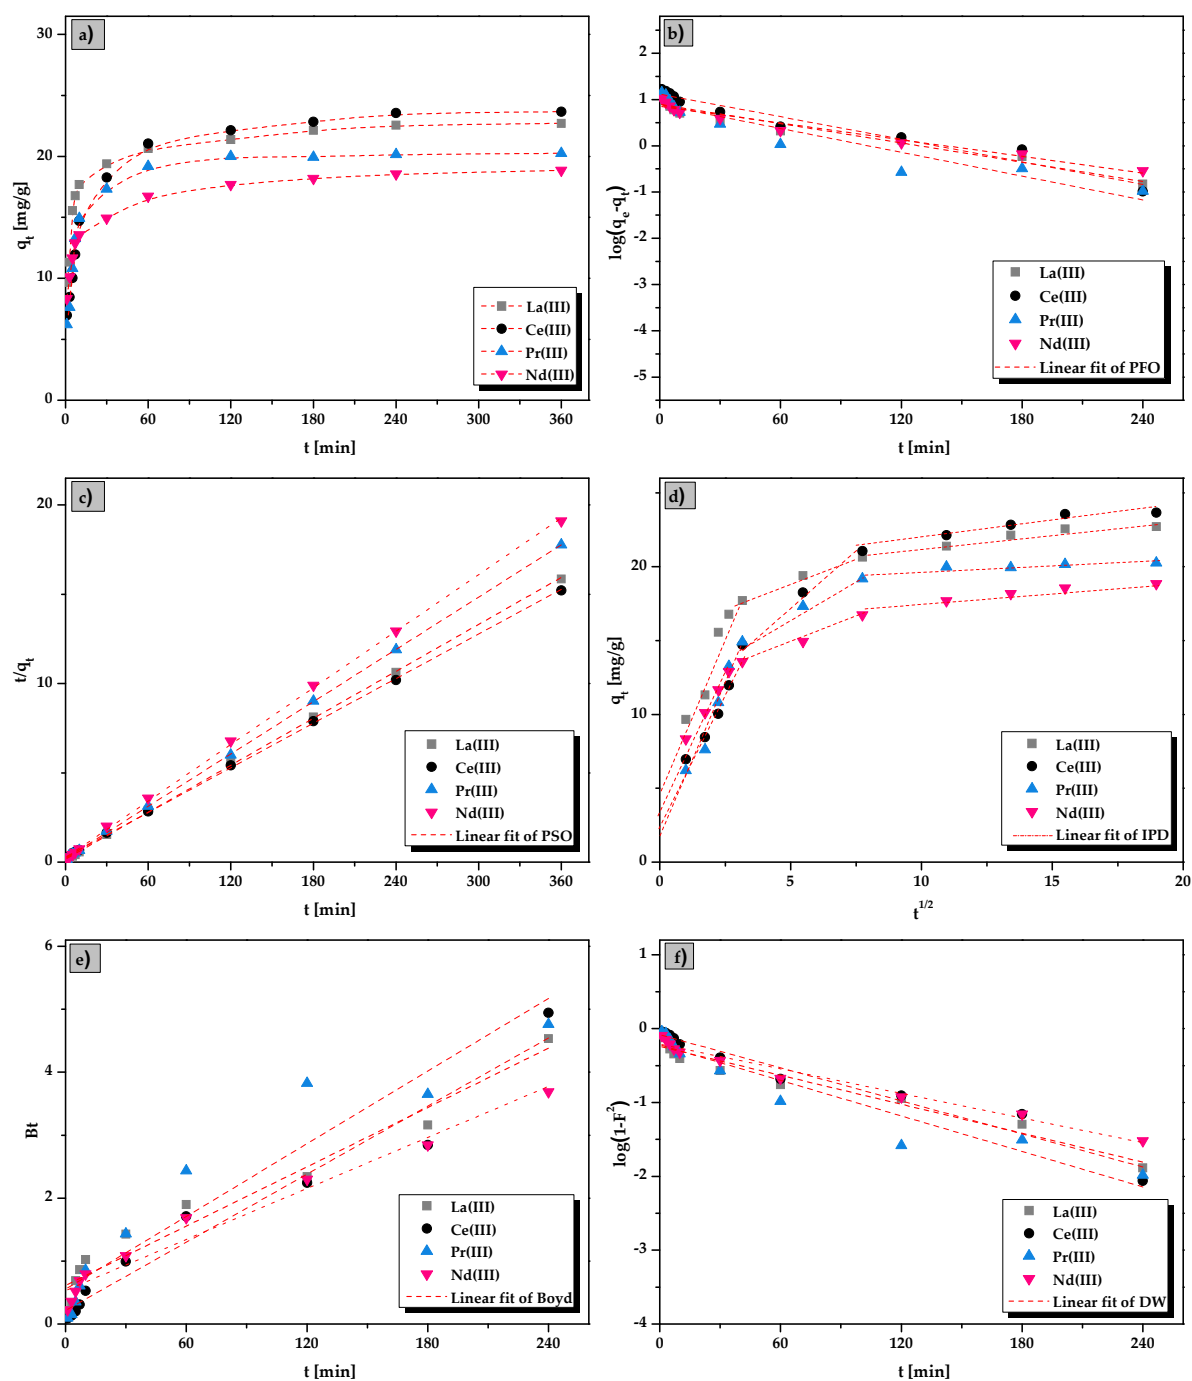 a)
30
20
10
0
q_t [mg/g]
La(III)
Ce(III)
Pr(III)
Nd(III)
0 60 120 180 240 300 360
t [min]
b)
2
1
0
-1
-2
-3
-4
-5
log(q_e-q_t)
La(III)
Ce(III)
Pr(III)
Nd(III)
Linear fit of PFO
0 60 120 180 240
t [min]
c)
20
10
0
t/q_t
La(III)
Ce(III)
Pr(III)
Nd(III)
Linear fit of PSO
0 60 120 180 240 300 360
t [min]
d)
20
10
0
q_t [mg/g]
La(III)
Ce(III)
Pr(III)
Nd(III)
Linear fit of IPD
0 5 10 15 20
t^1/2
e)
6
4
2
0
Bt
La(III)
Ce(III)
Pr(III)
Nd(III)
Linear fit of Boyd
0 60 120 180 240
t [min]
f)
1
0
-1
-2
-3
-4
log(1-F^2)
La(III)
Ce(III)
Pr(III)
Nd(III)
Linear fit of DW
0 60 120 180 240
t [min]